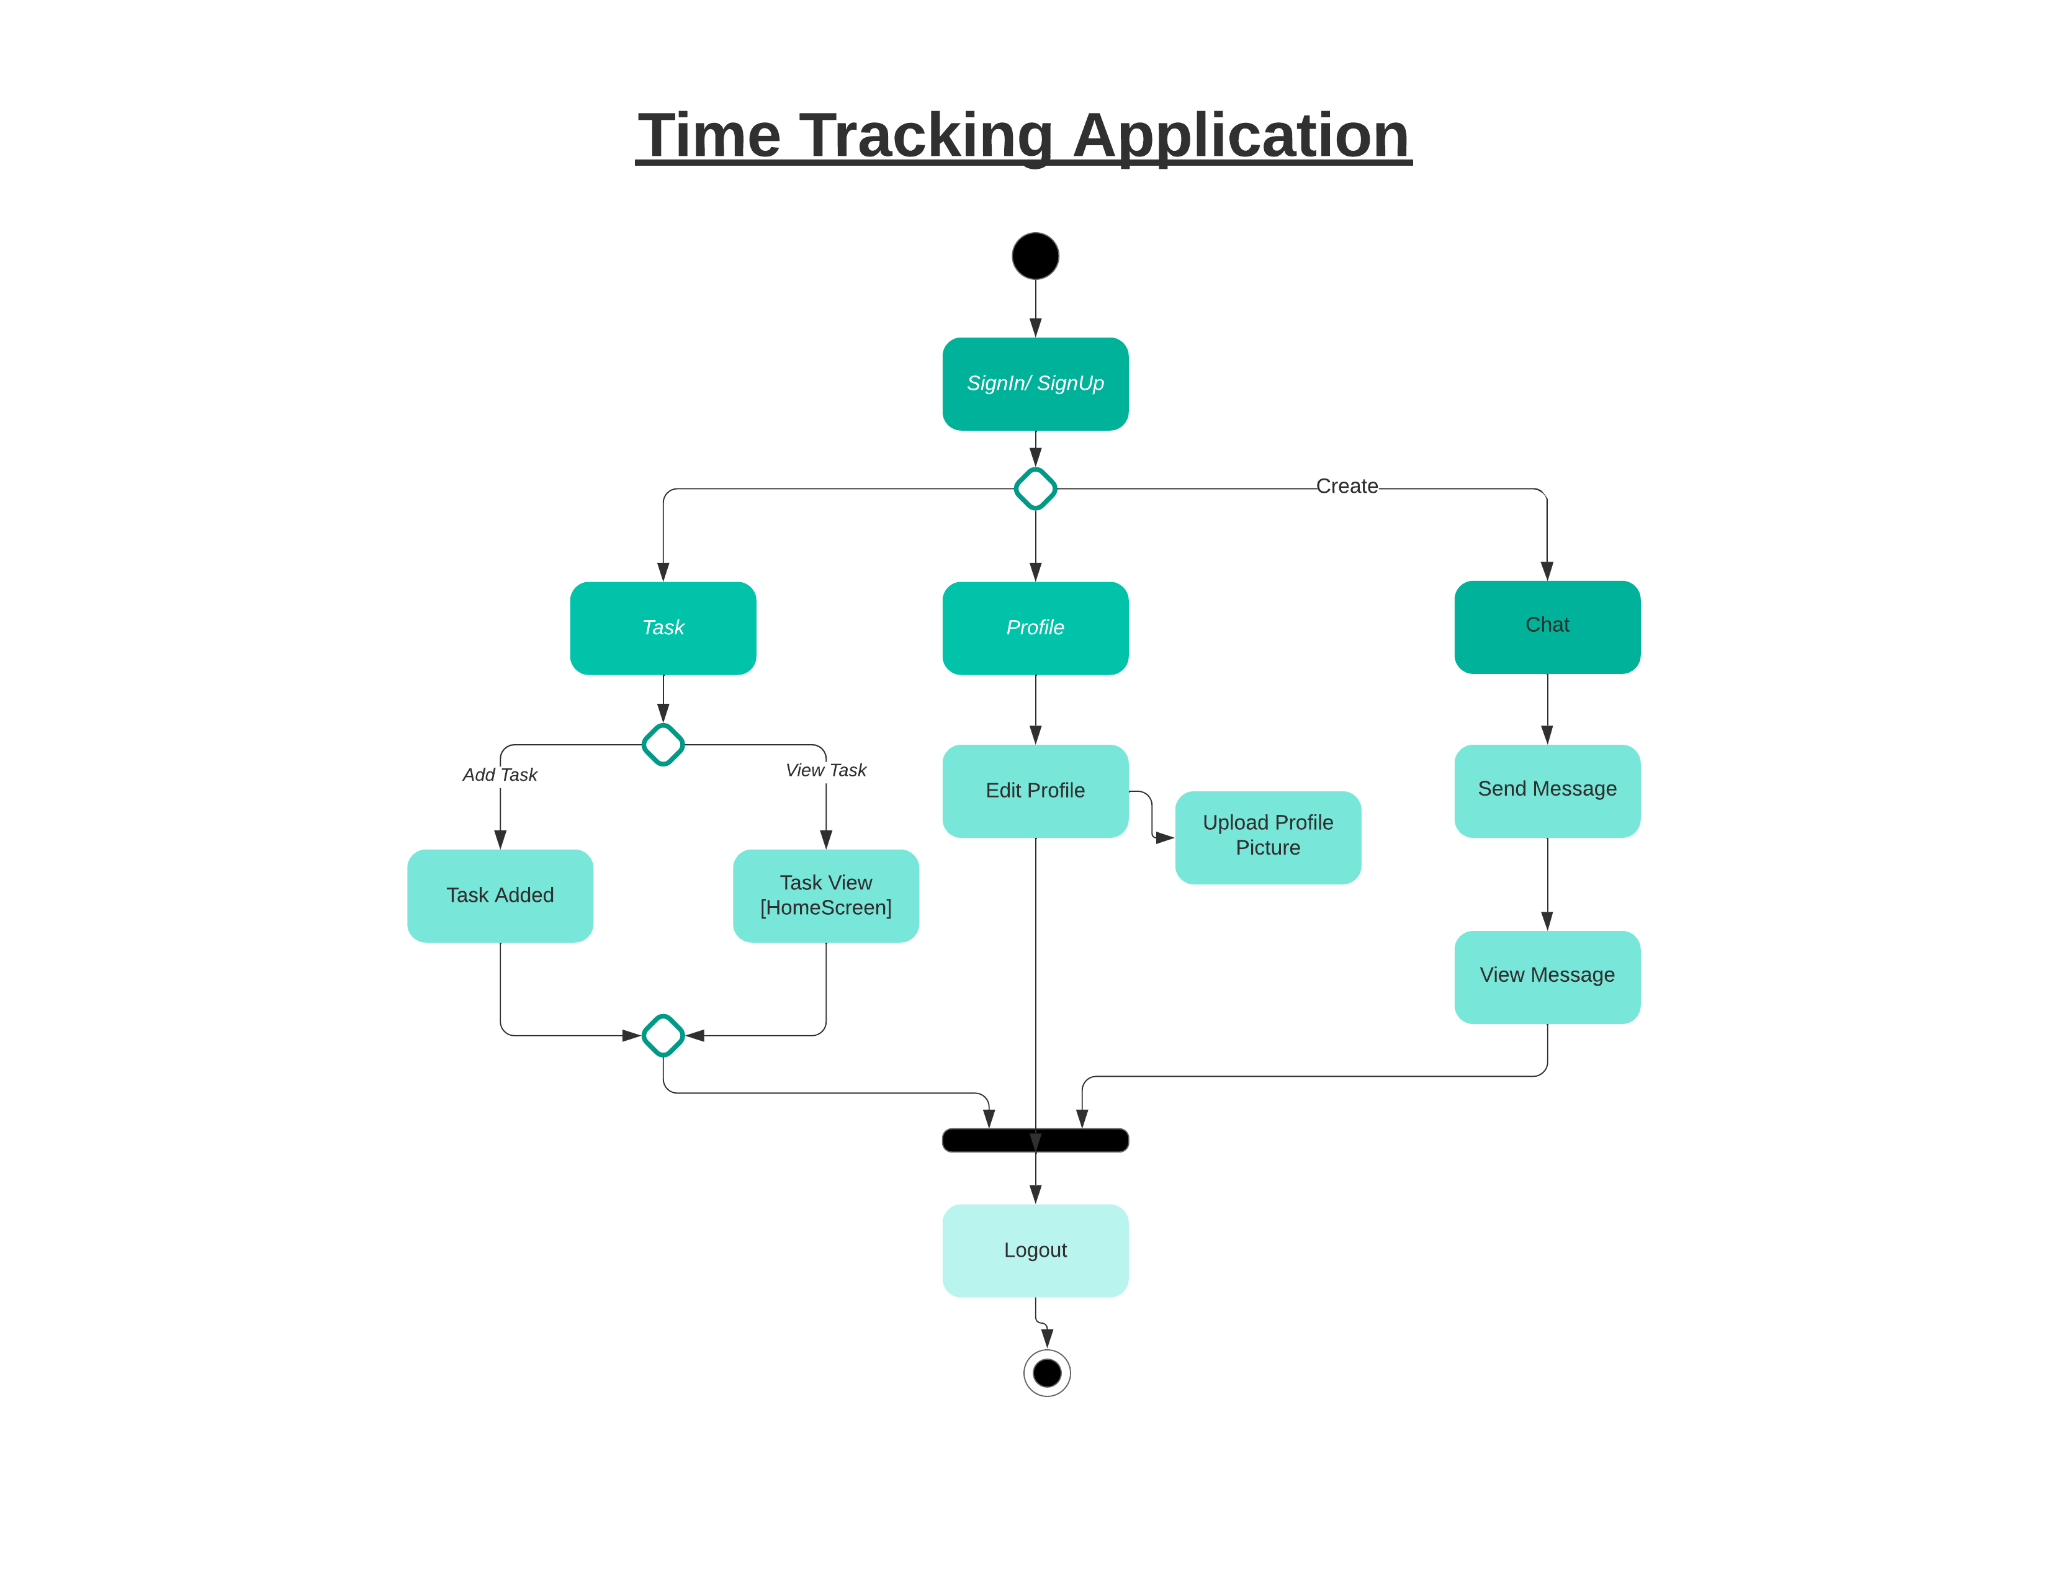 Time Tracking Application
SignIn/ SignUp
Create
Task
Profile
Chat
Add Task
View Task
Edit Profile
Send Message
Upload Profile
Picture
Task Added
Task View
[HomeScreen]
View Message
Logout